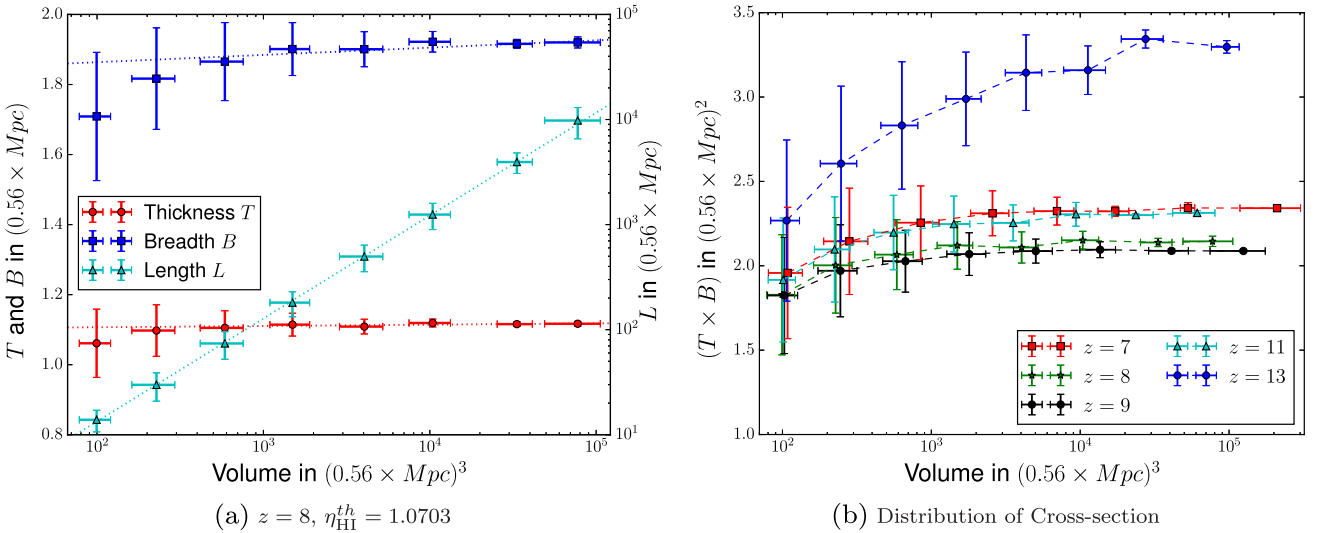 2.0
1.8
1.6
1.4
1.2
1.0
0.8
T and B in (0.56 × Mpc)
10^5
10^4
10^3
10^2
10^1
L in (0.56 × Mpc)
Thickness T
Breadth B
Length L
10^2 10^3 10^4 10^5
Volume in (0.56 × Mpc)^3
(a) z = 8, η_HI^th = 1.0703
3.5
3.0
2.5
2.0
1.5
1.0
(T × B) in (0.56 × Mpc)^2
z = 7
z = 8
z = 9
z = 11
z = 13
10^2 10^3 10^4 10^5
Volume in (0.56 × Mpc)^3
(b) Distribution of Cross-section